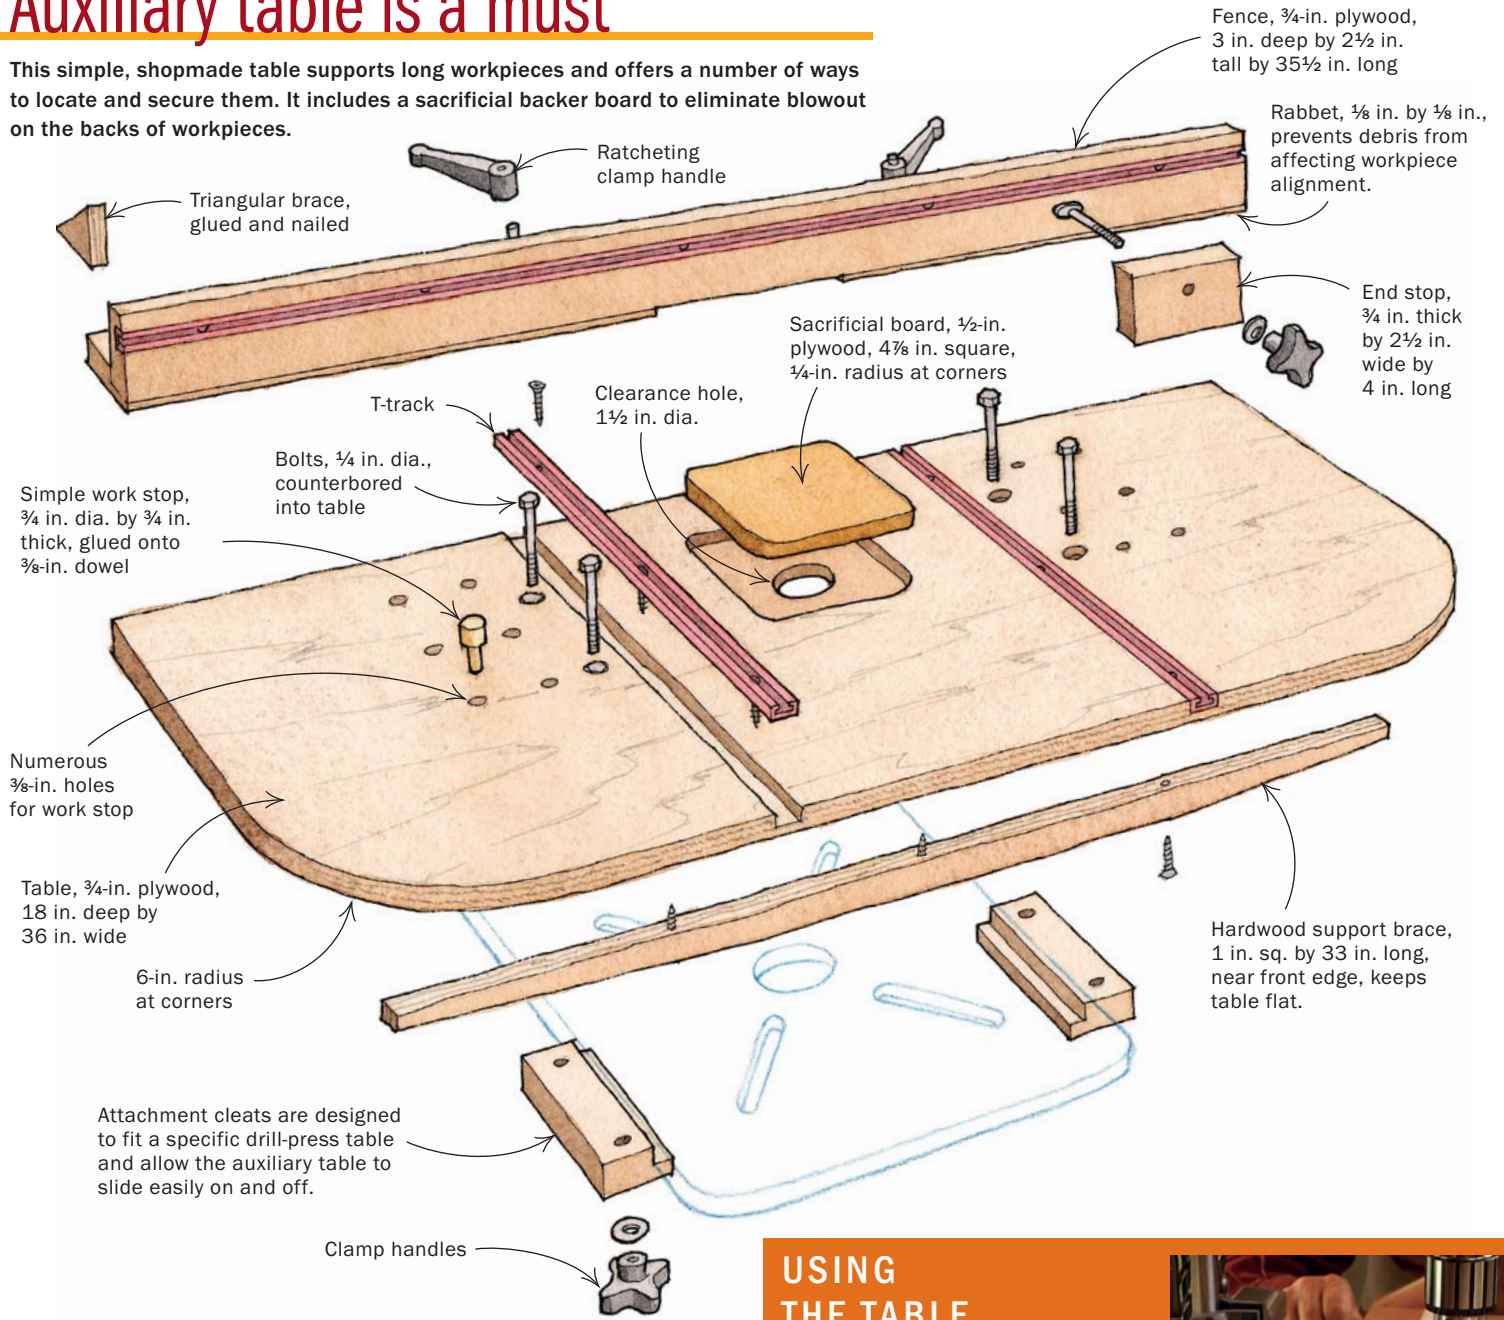 Auxiliary table is a must
This simple, shopmade table supports long workpieces and offers a number of ways
to locate and secure them. It includes a sacrificial backer board to eliminate blowout
on the backs of workpieces.
Fence, ¾-in. plywood,
3 in. deep by 2½ in.
tall by 35½ in. long
Rabbet, ⅛ in. by ⅛ in.,
prevents debris from
affecting workpiece
alignment.
Ratcheting
clamp handle
Triangular brace,
glued and nailed
End stop,
¾ in. thick
by 2½ in.
wide by
4 in. long
Sacrificial board, ½-in.
plywood, 4⅞ in. square,
¼-in. radius at corners
Clearance hole,
1½ in. dia.
T-track
Bolts, ¼ in. dia.,
counterbored
into table
Simple work stop,
¾ in. dia. by ¾ in.
thick, glued onto
⅜-in. dowel
Numerous
⅜-in. holes
for work stop
Table, ¾-in. plywood,
18 in. deep by
36 in. wide
6-in. radius
at corners
Hardwood support brace,
1 in. sq. by 33 in. long,
near front edge, keeps
table flat.
Attachment cleats are designed
to fit a specific drill-press table
and allow the auxiliary table to
slide easily on and off.
Clamp handles
USING
THE TABLE